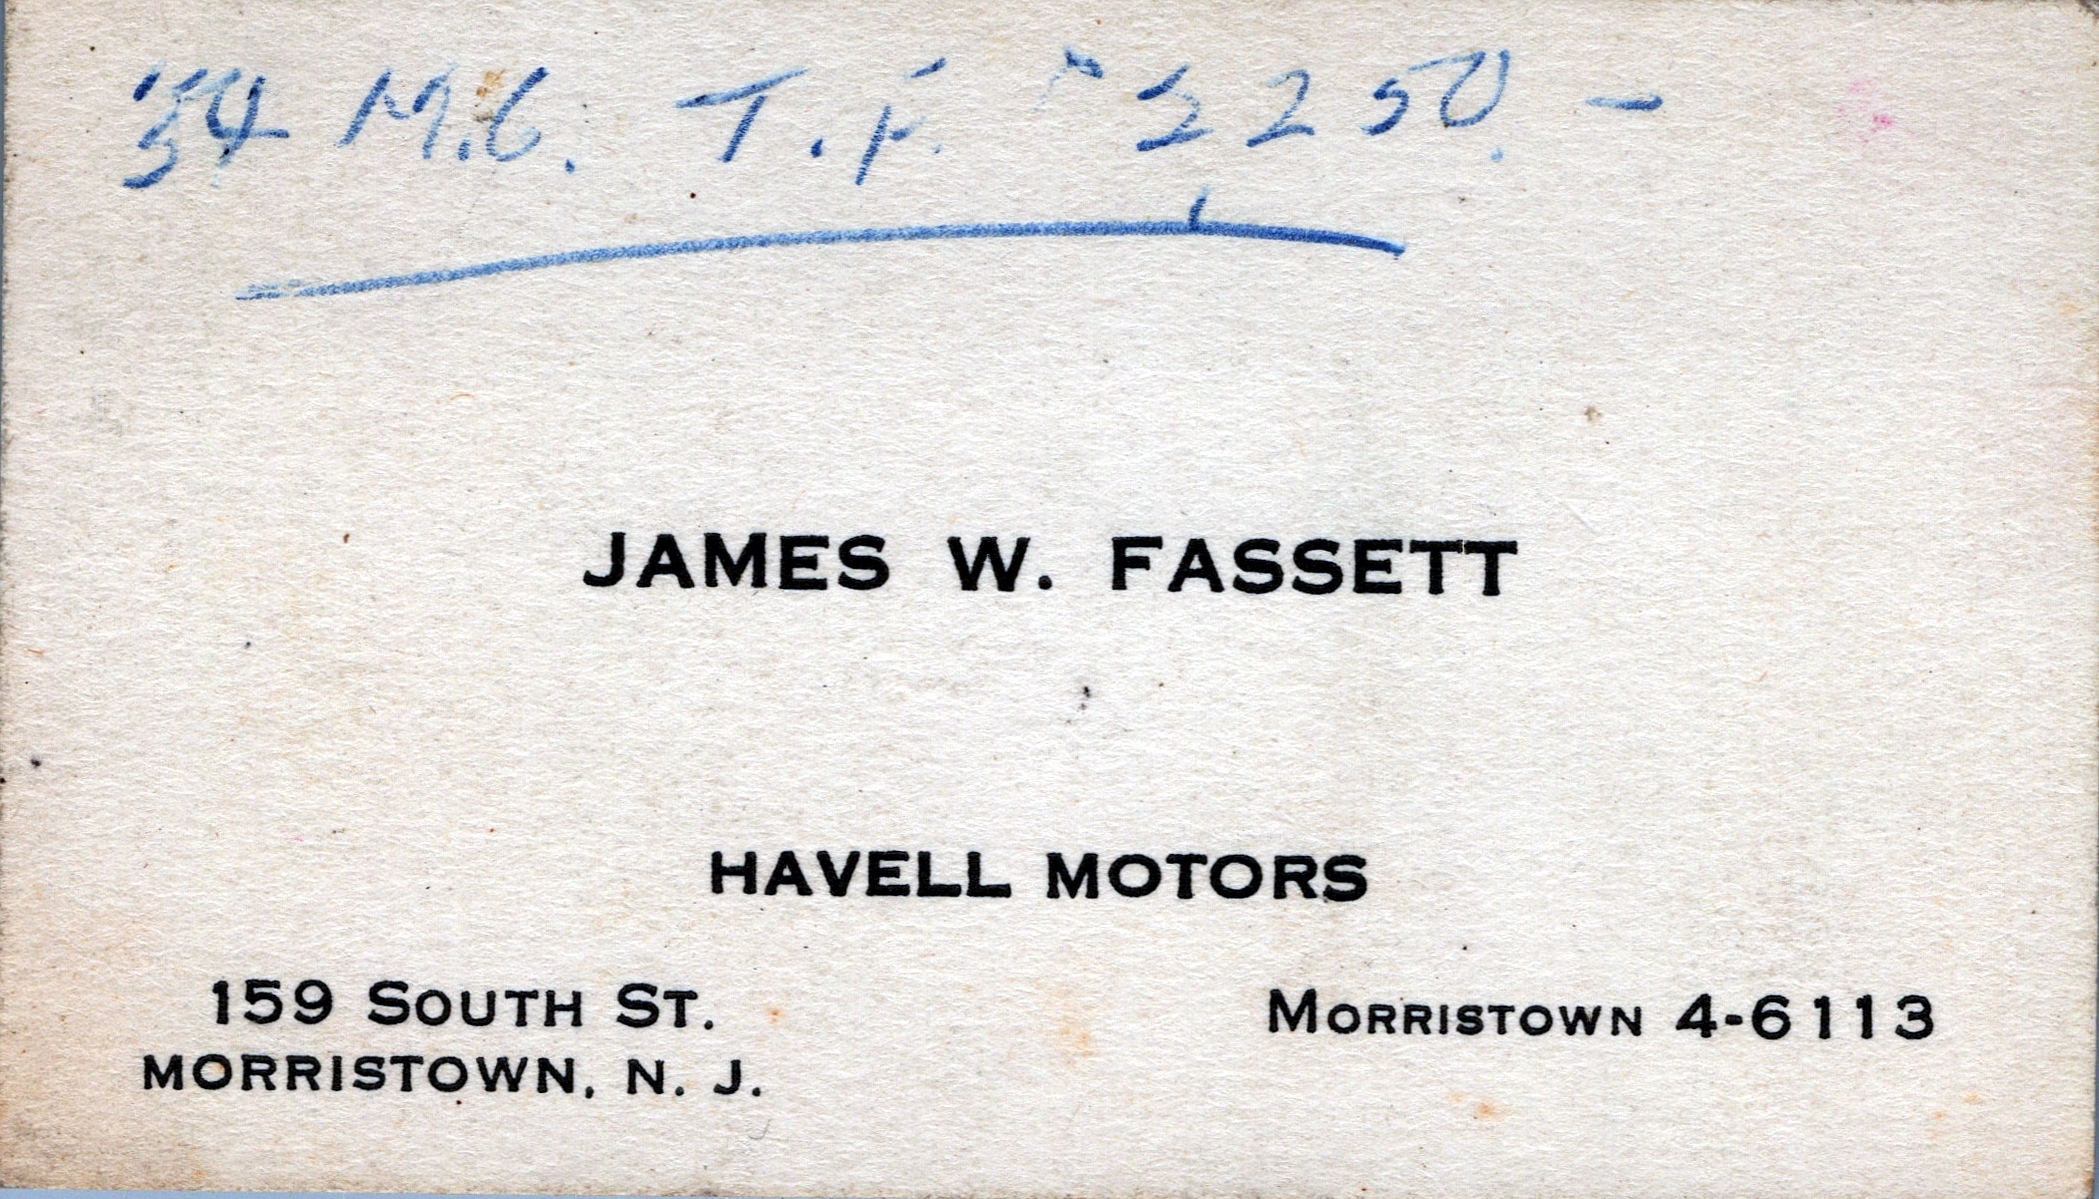 '54 M.G. T.F. $2250.-
JAMES W. FASSETT
HAVELL MOTORS
159 SOUTH ST.
MORRISTOWN, N. J.
MORRISTOWN 4-6113